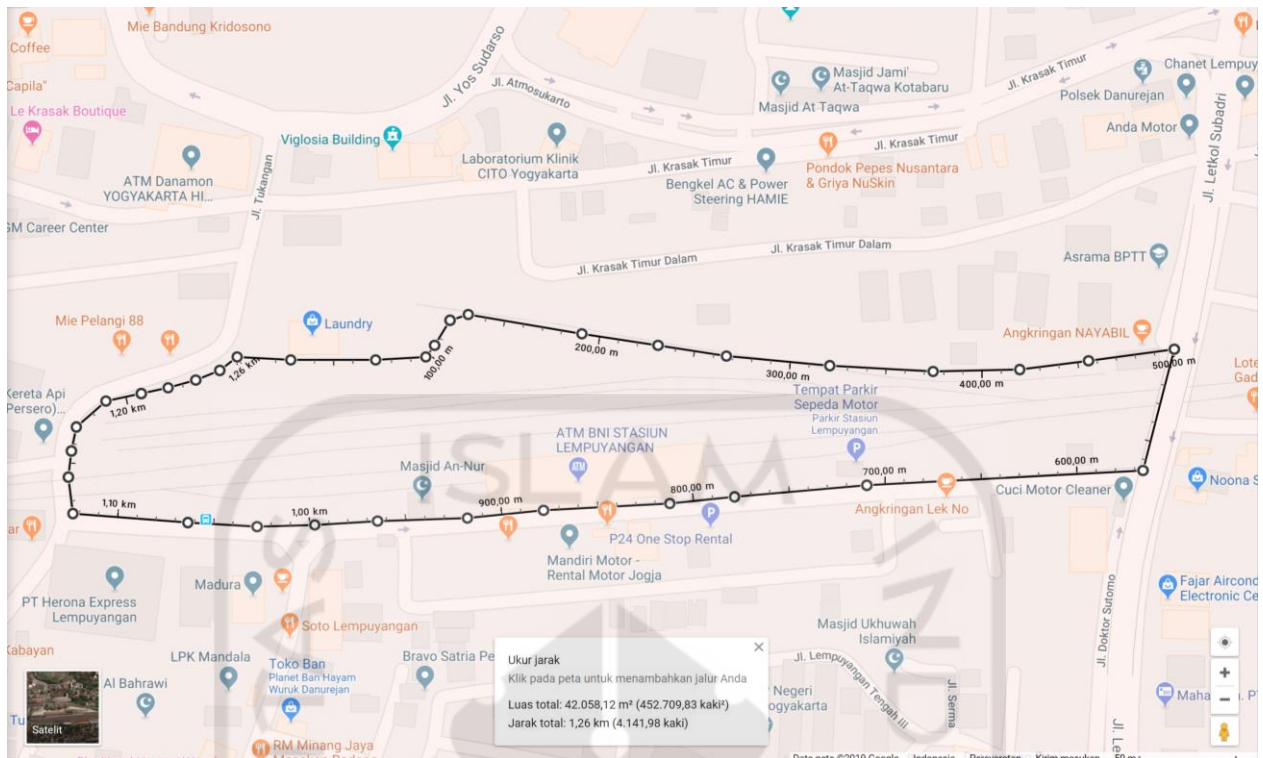 Mie Bandung Kridosono
Coffee
Capila"
Le Krasak Boutique
ATM Danamon
YOGYAKARTA HI...
GM Career Center
Jl. Tukangan
Viglosia Building
Jl. Yos Sudarso
Jl. Atmosukarto
Laboratorium Klinik
CITO Yogyakarta
Jl. Krasak Timur
Bengkel AC & Power
Steering HAMIE
Masjid At Taqwa
Masjid Jami'
At-Taqwa Kotabaru
Pondok Pepes Nusantara
& Griya NuSkin
Jl. Krasak Timur
Jl. Krasak Timur
Polsek Danurejan
Chanet Lempuy
Anda Motor
Jl. Letkol Subadri
Asrama BPTT
Jl. Krasak Timur Dalam
Jl. Krasak Timur Dalam
Mie Pelangi 88
Laundry
Angkringan NAYABIL
Lote
Gad
1,26 km
100,00 m
200,00 m
300,00 m
400,00 m
500,00 m
Kereta Api
Persero)...
1,20 km
Tempat Parkir
Sepeda Motor
Parkir Stasiun
Lempuyangan
ATM BNI STASIUN
LEMPUYANGAN
Masjid An-Nur
ISLAM
600,00 m
700,00 m
800,00 m
900,00 m
1,00 km
1,10 km
Cuci Motor Cleaner
Noona S
Angkringan Lek No
P24 One Stop Rental
Mandiri Motor -
Rental Motor Jogja
ar
PT Herona Express
Lempuyangan
Madura
Soto Lempuyangan
Fajar Aircond
Electronic Ce
Jl. Doktor Sutomo
Masjid Ukhuwah
Islamiyah
Kabayan
LPK Mandala
Toko Ban
Planet Ban Hayam
Wuruk Danurejan
Bravo Satria Pe
Jl. Lempuyangan Tengah III
Jl. Serma
Negeri
ogyakarta
Al Bahrawi
Tu
Satelit
RM Minang Jaya
Ukur jarak
Klik pada peta untuk menambahkan jalur Anda
Luas total: 42.058,12 m² (452.709,83 kaki²)
Jarak total: 1,26 km (4.141,98 kaki)
Maha
Jl. Le
Data peta ©2019 Google Indonesia Persyaratan Kirim masukan 50 m